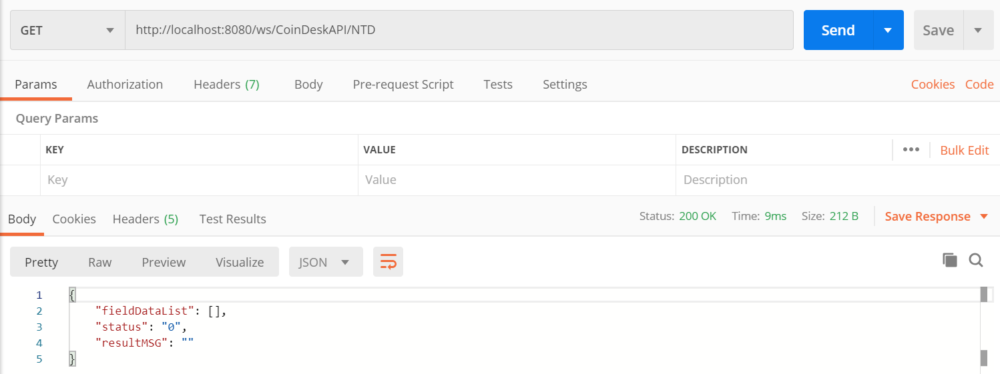 GET http://localhost:8080/ws/CoinDeskAPI/NTD Send Save
Params Authorization Headers (7) Body Pre-request Script Tests Settings Cookies Code
Query Params
KEY VALUE DESCRIPTION ••• Bulk Edit
Key Value Description
Body Cookies Headers (5) Test Results Status: 200 OK Time: 9ms Size: 212 B Save Response
Pretty Raw Preview Visualize JSON
1 {
2 "fieldDataList": [],
3 "status": "0",
4 "resultMSG": ""
5 }